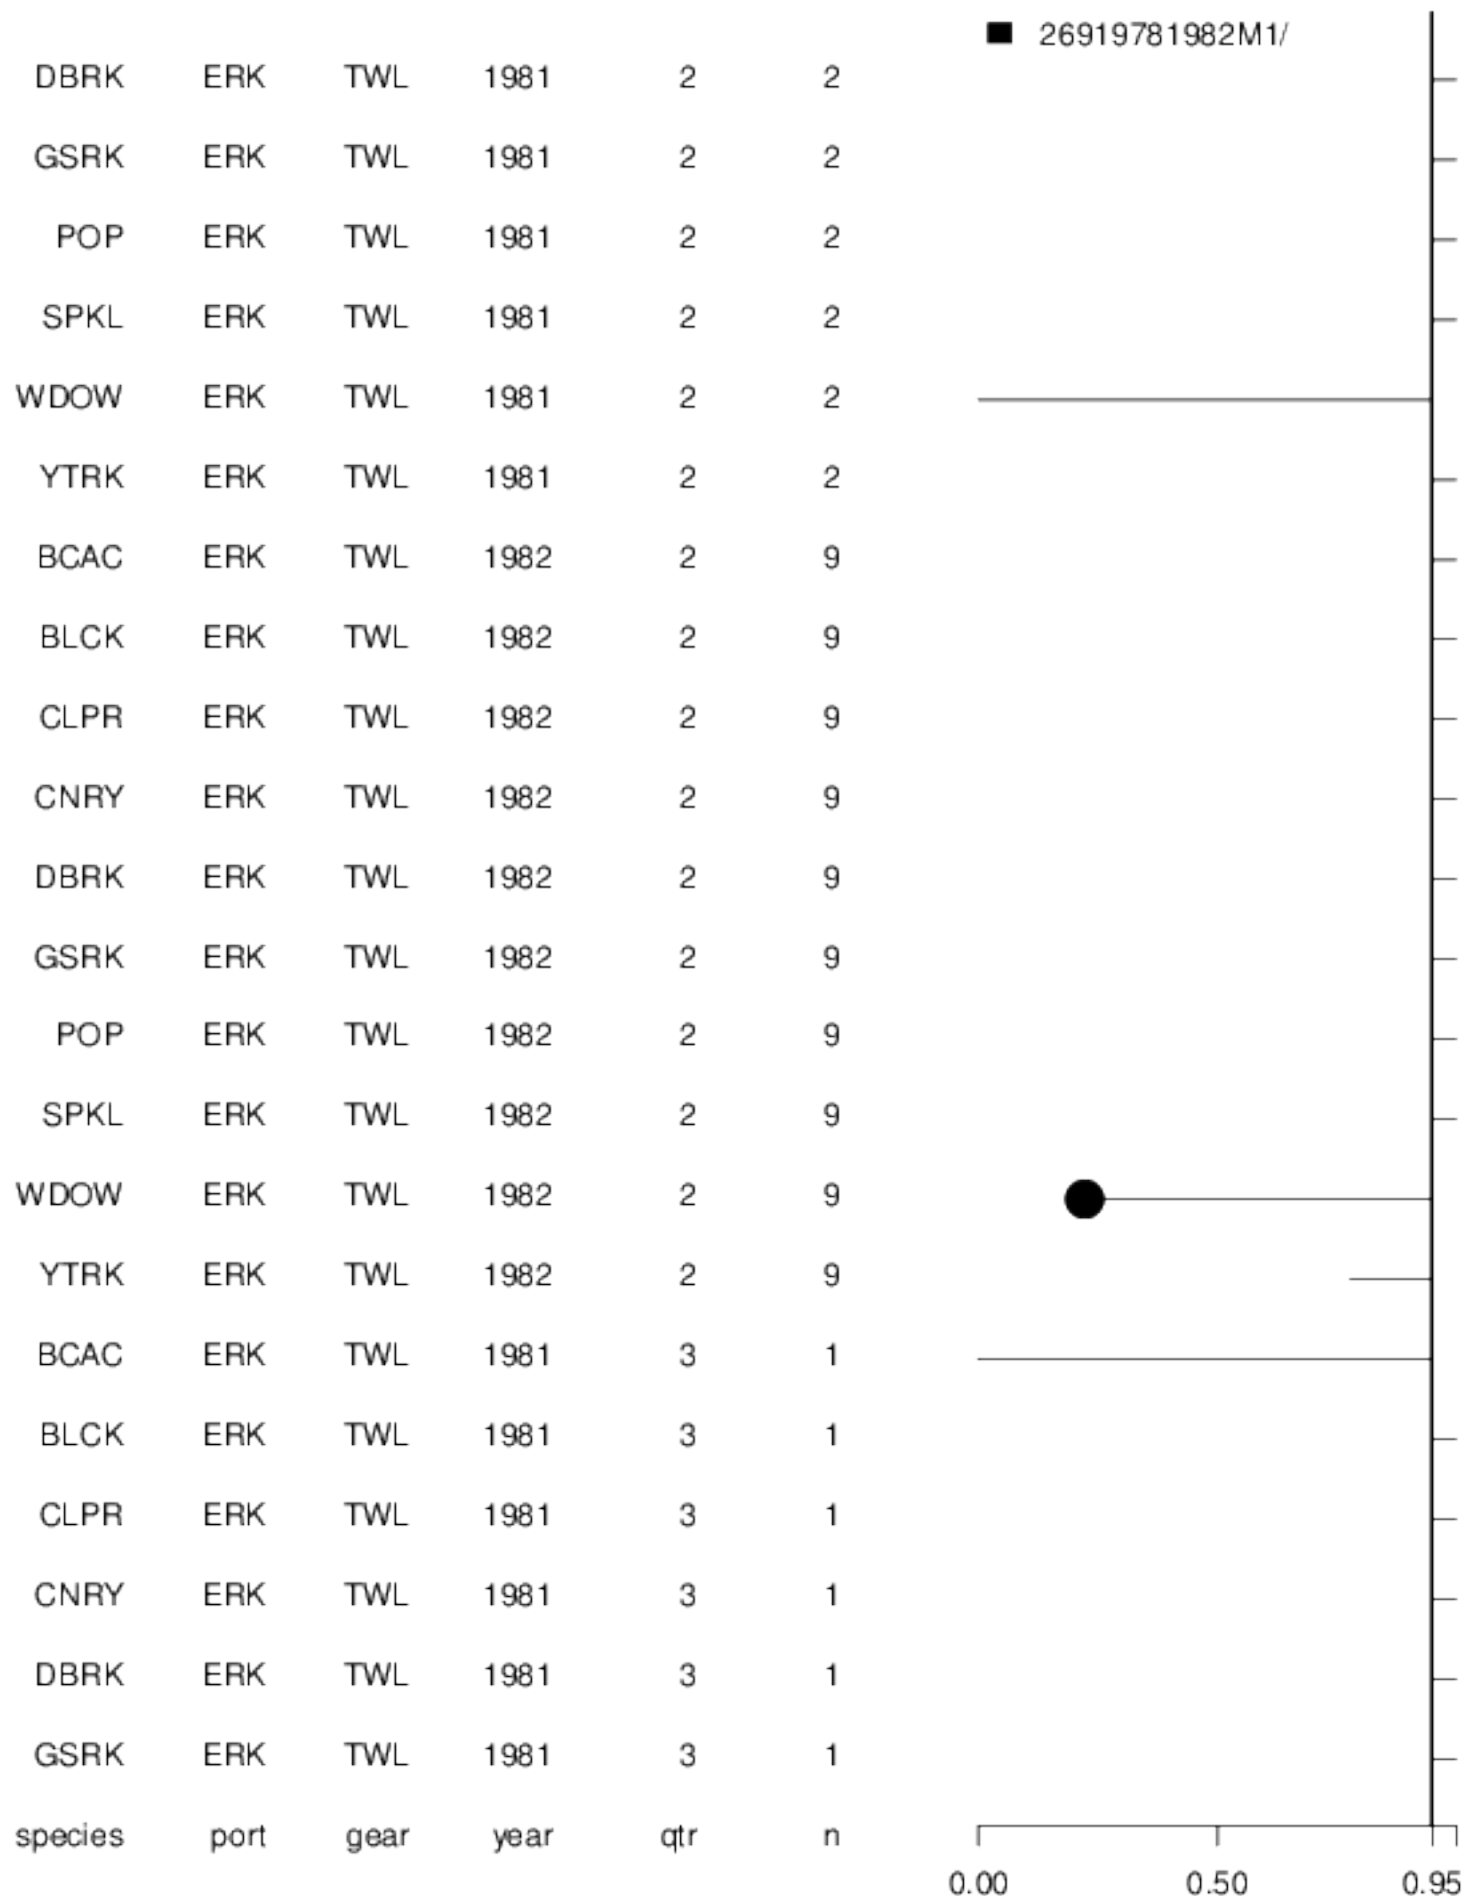 26919781982M1/
DBRK ERK TWL 1981 2 2
GSRK ERK TWL 1981 2 2
POP ERK TWL 1981 2 2
SPKL ERK TWL 1981 2 2
WDOW ERK TWL 1981 2 2
YTRK ERK TWL 1981 2 2
BCAC ERK TWL 1982 2 9
BLCK ERK TWL 1982 2 9
CLPR ERK TWL 1982 2 9
CNRY ERK TWL 1982 2 9
DBRK ERK TWL 1982 2 9
GSRK ERK TWL 1982 2 9
POP ERK TWL 1982 2 9
SPKL ERK TWL 1982 2 9
WDOW ERK TWL 1982 2 9
YTRK ERK TWL 1982 2 9
BCAC ERK TWL 1981 3 1
BLCK ERK TWL 1981 3 1
CLPR ERK TWL 1981 3 1
CNRY ERK TWL 1981 3 1
DBRK ERK TWL 1981 3 1
GSRK ERK TWL 1981 3 1
species port gear year qtr n
0.00 0.50 0.95